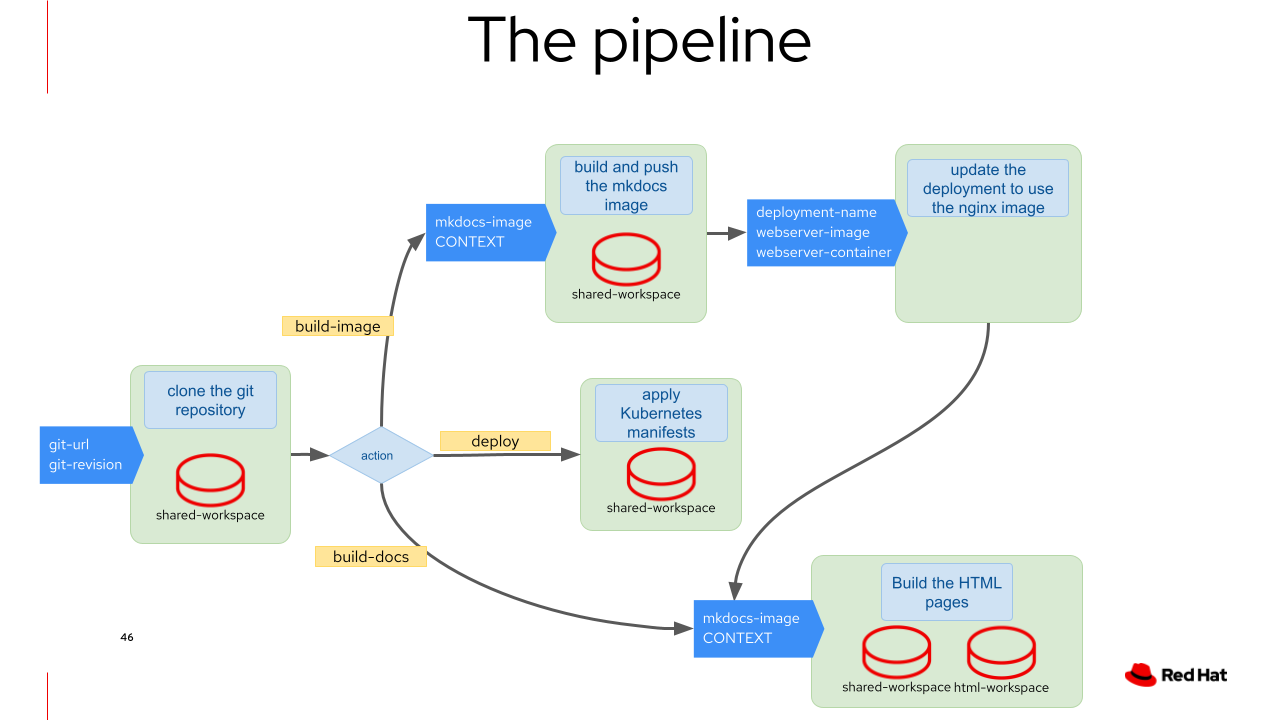 The pipeline
build and push
the mkdocs
image
mkdocs-image
CONTEXT
shared-workspace
update the
deployment to use
the nginx image
deployment-name
webserver-image
webserver-container
build-image
clone the git
repository
git-url
git-revision
shared-workspace
action
deploy
apply
Kubernetes
manifests
shared-workspace
build-docs
Build the HTML
pages
mkdocs-image
CONTEXT
shared-workspace html-workspace
46
Red Hat